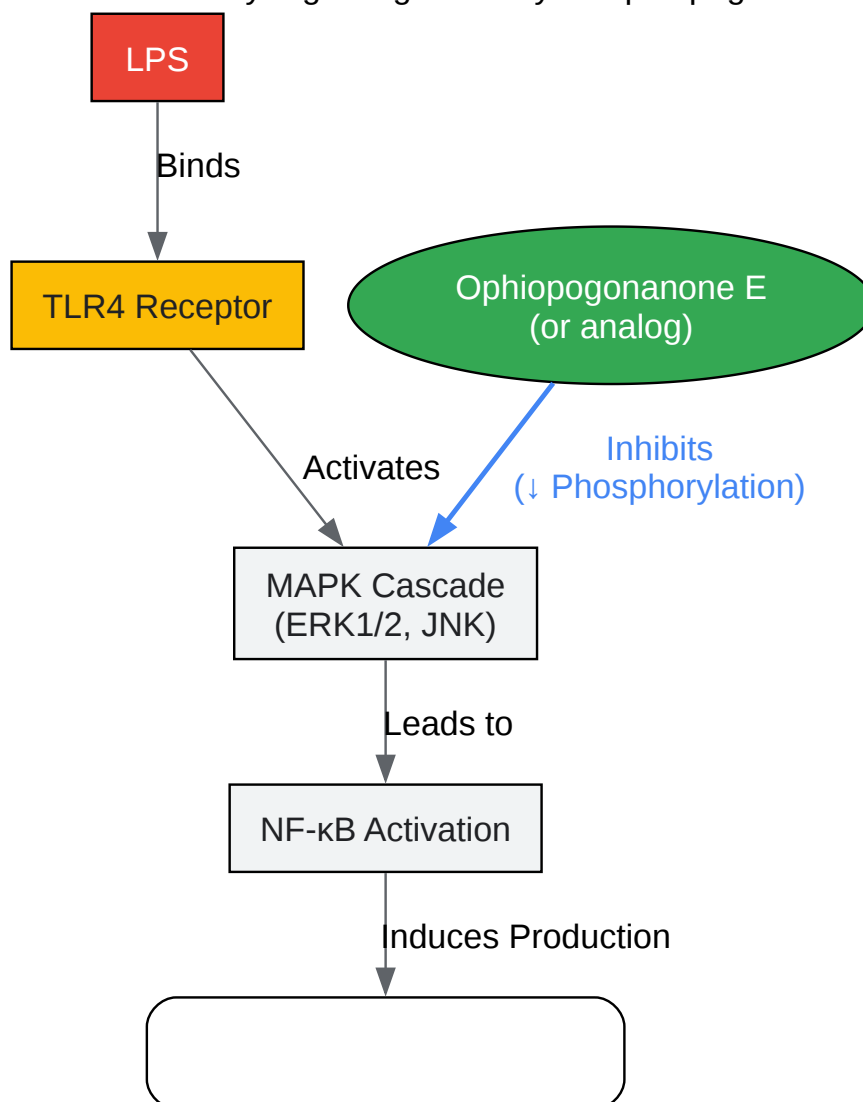 LPS
Binds
TLR4 Receptor
Ophiopogonanone E
(or analog)
Activates
Inhibits
(↓ Phosphorylation)
MAPK Cascade
(ERK1/2, JNK)
Leads to
NF-κB Activation
Induces Production